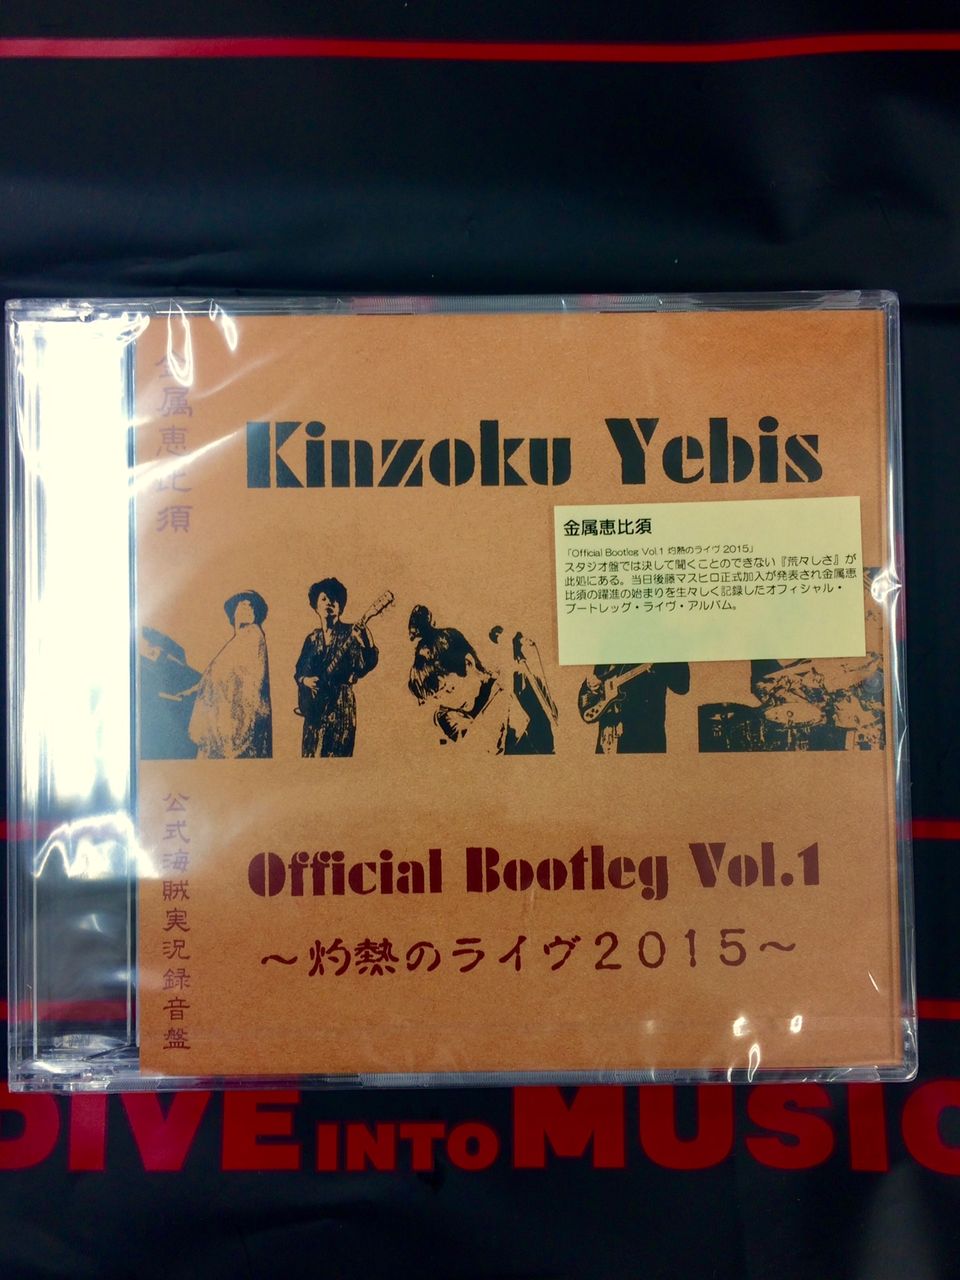 金属恵比須
Kinzoku Yebis
金属恵比須
「Official Bootleg Vol.1 灼熱のライヴ2015」
スタジオ盤では決して聞くことのできない『荒々しさ』が
此処にある。当日後藤マスヒロ正式加入が発表され金属恵
比須の躍進の始まりを生々しく記録したオフィシャル・
ブートレッグ・ライヴ・アルバム。
公式海賊実況録音盤
Official Bootleg Vol.1
～灼熱のライヴ2015～
DIVE INTO MUSIC